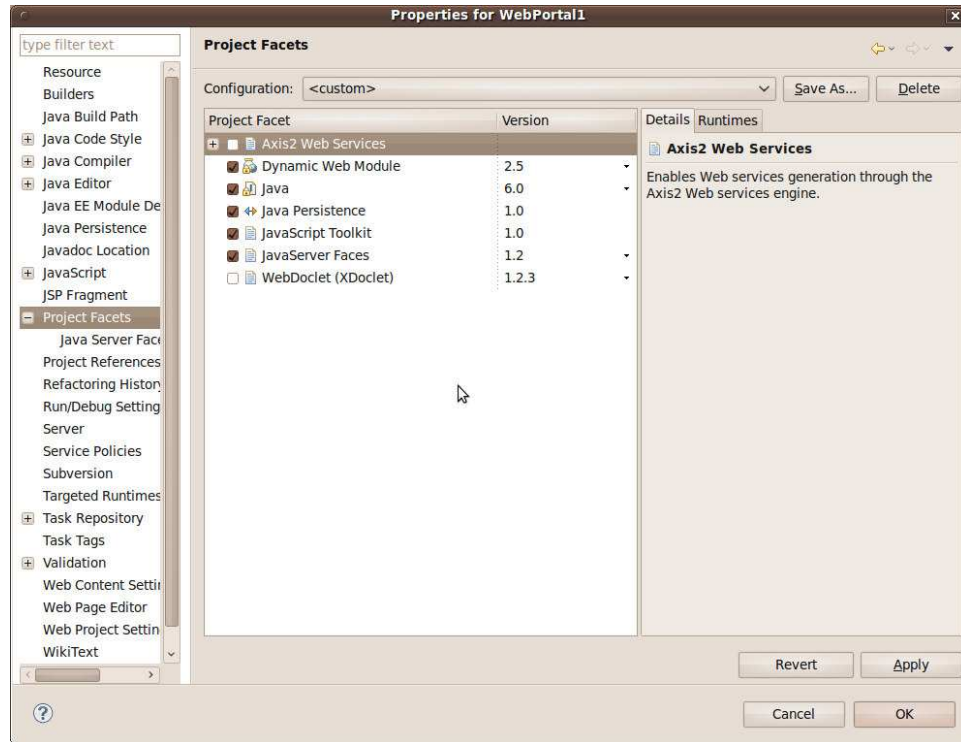 Properties for WebPortal1
type filter text
Resource
Builders
Java Build Path
Java Code Style
Java Compiler
Java Editor
Java EE Module De
Java Persistence
Javadoc Location
JavaScript
JSP Fragment
Project Facets
Java Server Face
Project References
Refactoring History
Run/Debug Setting
Server
Service Policies
Subversion
Targeted Runtimes
Task Repository
Task Tags
Validation
Web Content Settin
Web Page Editor
Web Project Settin
WikiText
Project Facets
Configuration: <custom> Save As... Delete
Project Facet Version
Axis2 Web Services
Dynamic Web Module 2.5
Java 6.0
Java Persistence 1.0
JavaScript Toolkit 1.0
JavaServer Faces 1.2
WebDoclet (XDoclet) 1.2.3
Details Runtimes
Axis2 Web Services
Enables Web services generation through the
Axis2 Web services engine.
Revert Apply
Cancel OK